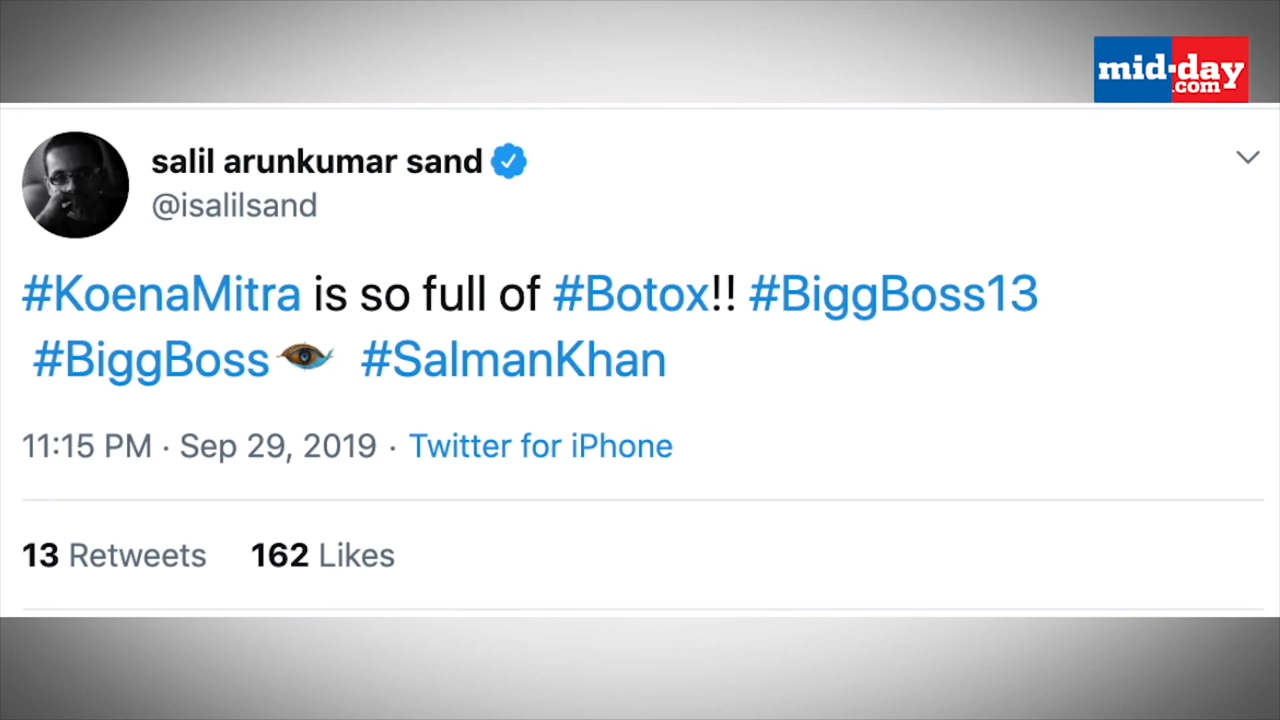 mid-day
.com
salil arunkumar sand
@isalilsand
#KoenaMitra is so full of #Botox!! #BiggBoss13
#BiggBoss #SalmanKhan
11:15 PM · Sep 29, 2019 · Twitter for iPhone
13 Retweets 162 Likes